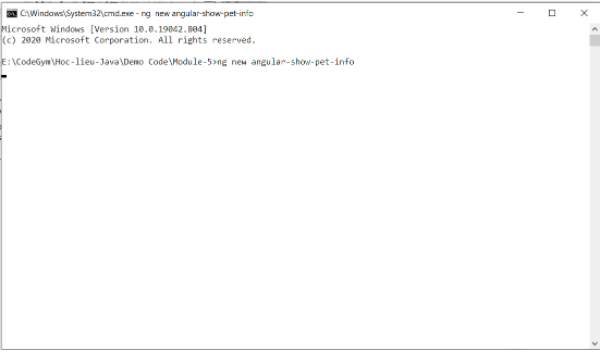 C:\Windows\System32\cmd.exe - ng new angular-show-pet-info
Microsoft Windows [Version 10.0.19042.804]
(c) 2020 Microsoft Corporation. All rights reserved.
E:\CodeGym\Hoc-lieu-Java\Demo Code\Module-5>ng new angular-show-pet-info